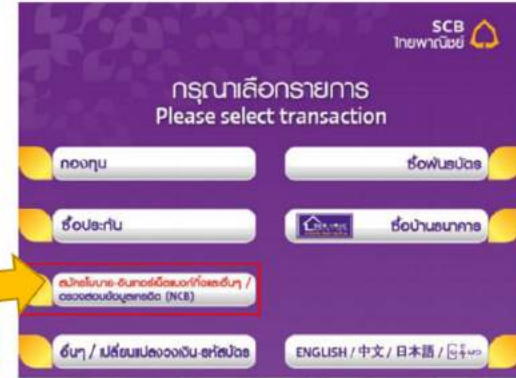 SCB
ไทยพาณิชย์
กรุณาเลือกรายการ
Please select transaction
กองทุน
ซื้อพันธบัตร
ซื้อประกัน
ซื้อบ้านธนาคาร
สมัครโมบาย-อินเทอร์เน็ตแบงก์กิ้งและอื่นๆ /
ตรวจสอบข้อมูลเครดิต (NCB)
อื่นๆ / เปลี่ยนแปลงวงเงิน-รหัสบัตร
ENGLISH / 中文 / 日本語 /